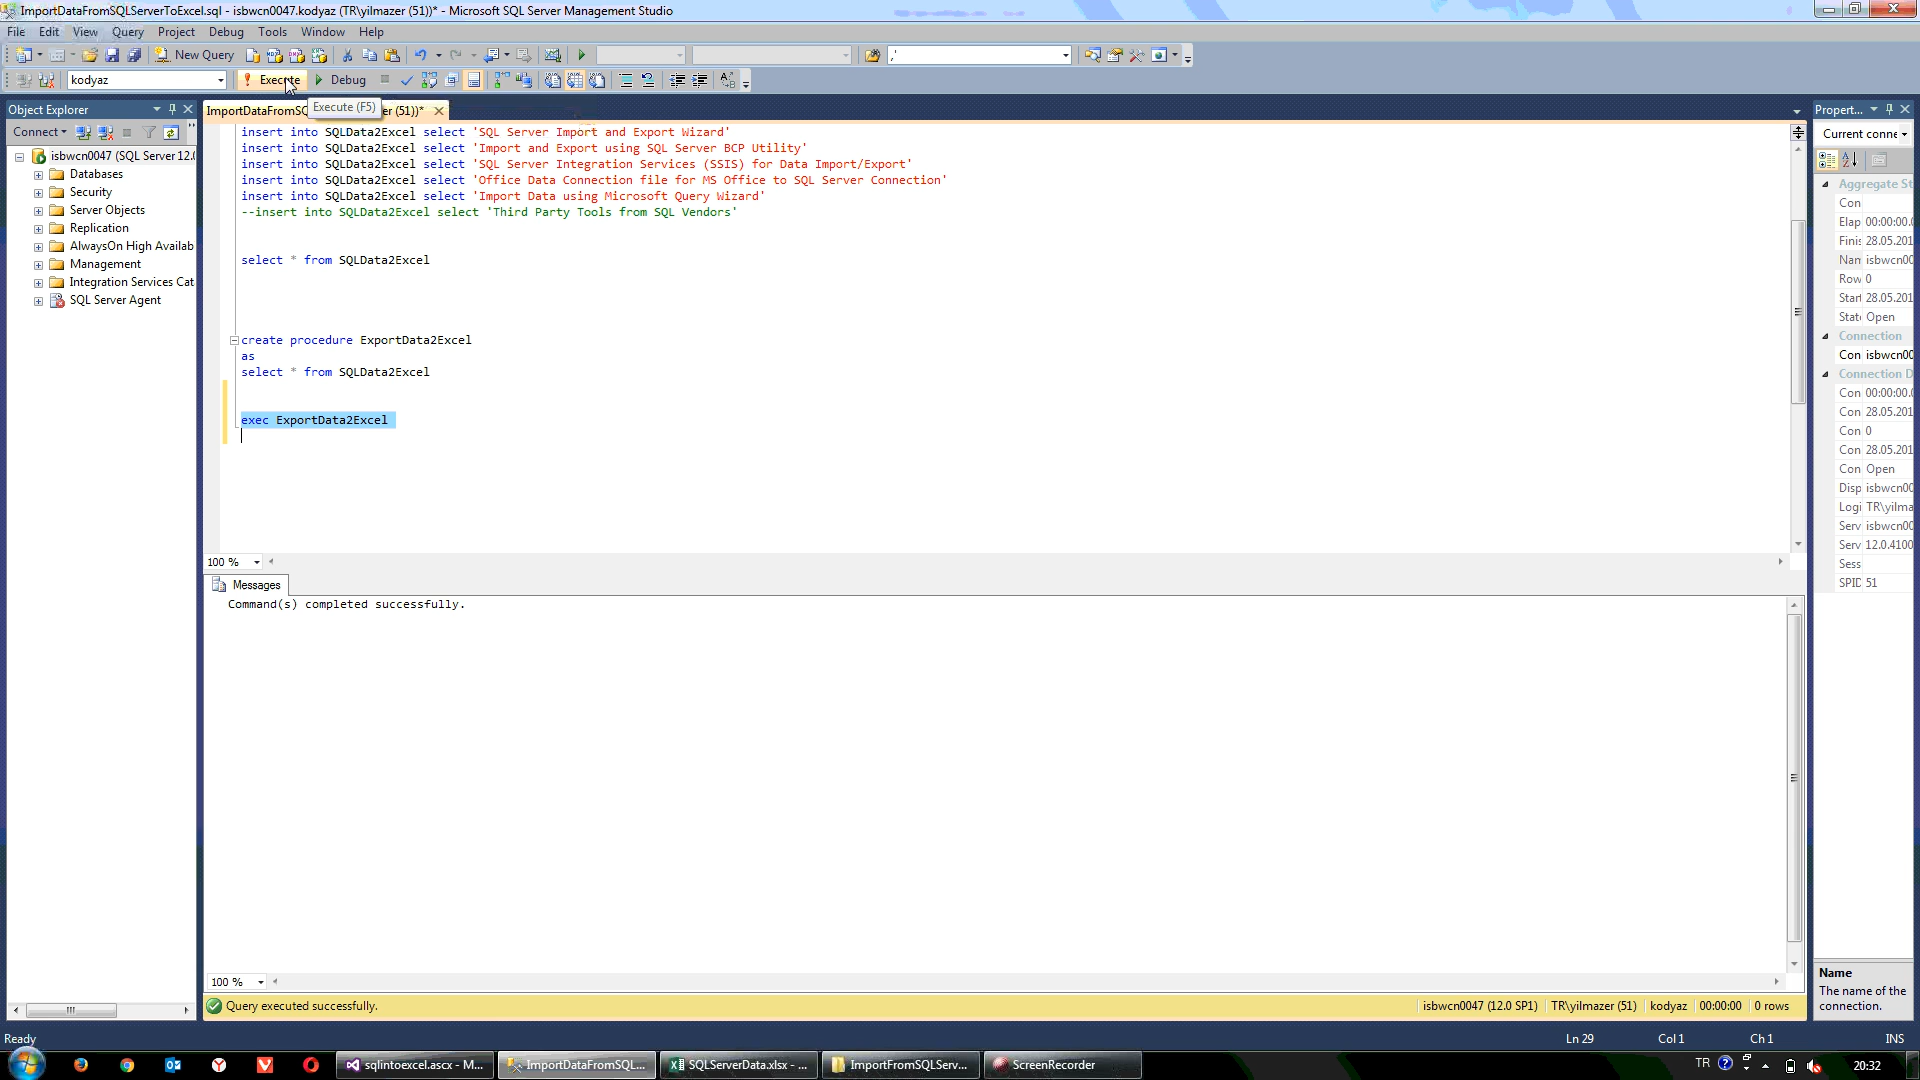 ImportDataFromSQLServerToExcel.sql - isbwcn0047.kodyaz (TR\yilmazer (51))* - Microsoft SQL Server Management Studio
File Edit View Query Project Debug Tools Window Help
New Query
kodyaz
Execute
Debug
Execute (F5)
Object Explorer
ImportDataFromSQ
er (51))*
Connect
isbwcn0047 (SQL Server 12.0
Databases
Security
Server Objects
Replication
AlwaysOn High Availab
Management
Integration Services Cat
SQL Server Agent
insert into SQLData2Excel select 'SQL Server Import and Export Wizard'
insert into SQLData2Excel select 'Import and Export using SQL Server BCP Utility'
insert into SQLData2Excel select 'SQL Server Integration Services (SSIS) for Data Import/Export'
insert into SQLData2Excel select 'Office Data Connection file for MS Office to SQL Server Connection'
insert into SQLData2Excel select 'Import Data using Microsoft Query Wizard'
--insert into SQLData2Excel select 'Third Party Tools from SQL Vendors'
select * from SQLData2Excel
create procedure ExportData2Excel
as
select * from SQLData2Excel
exec ExportData2Excel
100 %
Messages
Command(s) completed successfully.
100 %
Query executed successfully.
isbwcn0047 (12.0 SP1) TR\yilmazer (51) kodyaz 00:00:00 0 rows
Propert...
Current conne
Aggregate St
Con
Elap 00:00:00.
Finis 28.05.201
Nam isbwcn00
Row 0
Start 28.05.201
State Open
Connection
Con isbwcn00
Connection D
Con 00:00:00.
Con 28.05.201
Con 0
Con 28.05.201
Con Open
Disp isbwcn00
Logi TR\yilma
Serv isbwcn00
Serv 12.0.4100
Sess
SPID 51
Name
The name of the
connection.
Ready
Ln 29 Col 1 Ch 1 INS
sqlintoexcel.ascx - M...
ImportDataFromSQL...
SQLServerData.xlsx - ...
ImportFromSQLServ...
ScreenRecorder
TR
20:32